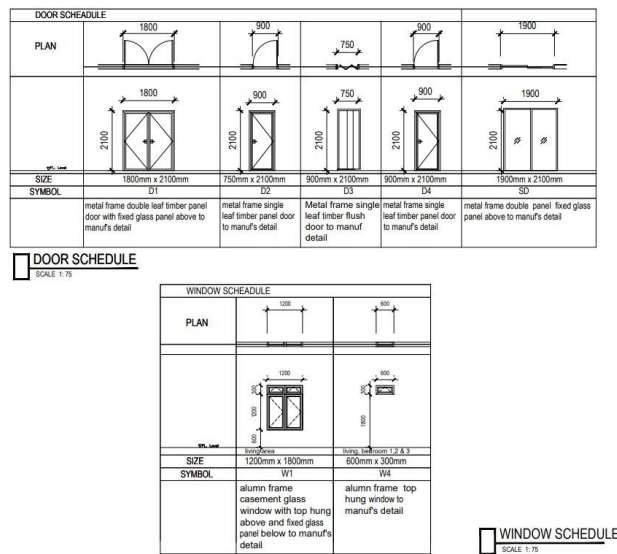 DOOR SCHEADULE
PLAN
1800
900
750
900
1900
1800
2100
900
2100
750
2100
900
2100
1900
2100
SIZE
1800mm x 2100mm
750mm x 2100mm
900mm x 2100mm
900mm x 2100mm
1900mm x 2100mm
SYMBOL
D1
D2
D3
D4
SD
metal frame double leaf timber panel
door with fixed glass panel above to
manuf's detail
metal frame single
leaf timber panel door
to manuf's detail
Metal frame single
leaf timber flush
door to manuf
detail
metal frame single
leaf timber panel door
to manuf's detail
metal frame double panel fixed glass
panel above to manuf's detail
DOOR SCHEDULE
SCALE 1: 75
WINDOW SCHEADULE
PLAN
1200
600
1200
300
1200
600
600
300
1800
living area
living, bedroom 1,2 & 3
SIZE
1200mm x 1800mm
600mm x 300mm
SYMBOL
W1
W4
alumn frame
casement glass
window with top hung
above and fixed glass
panel below to manuf's
detail
alumn frame top
hung window to
manuf's detail
WINDOW SCHEDULE
SCALE 1: 75